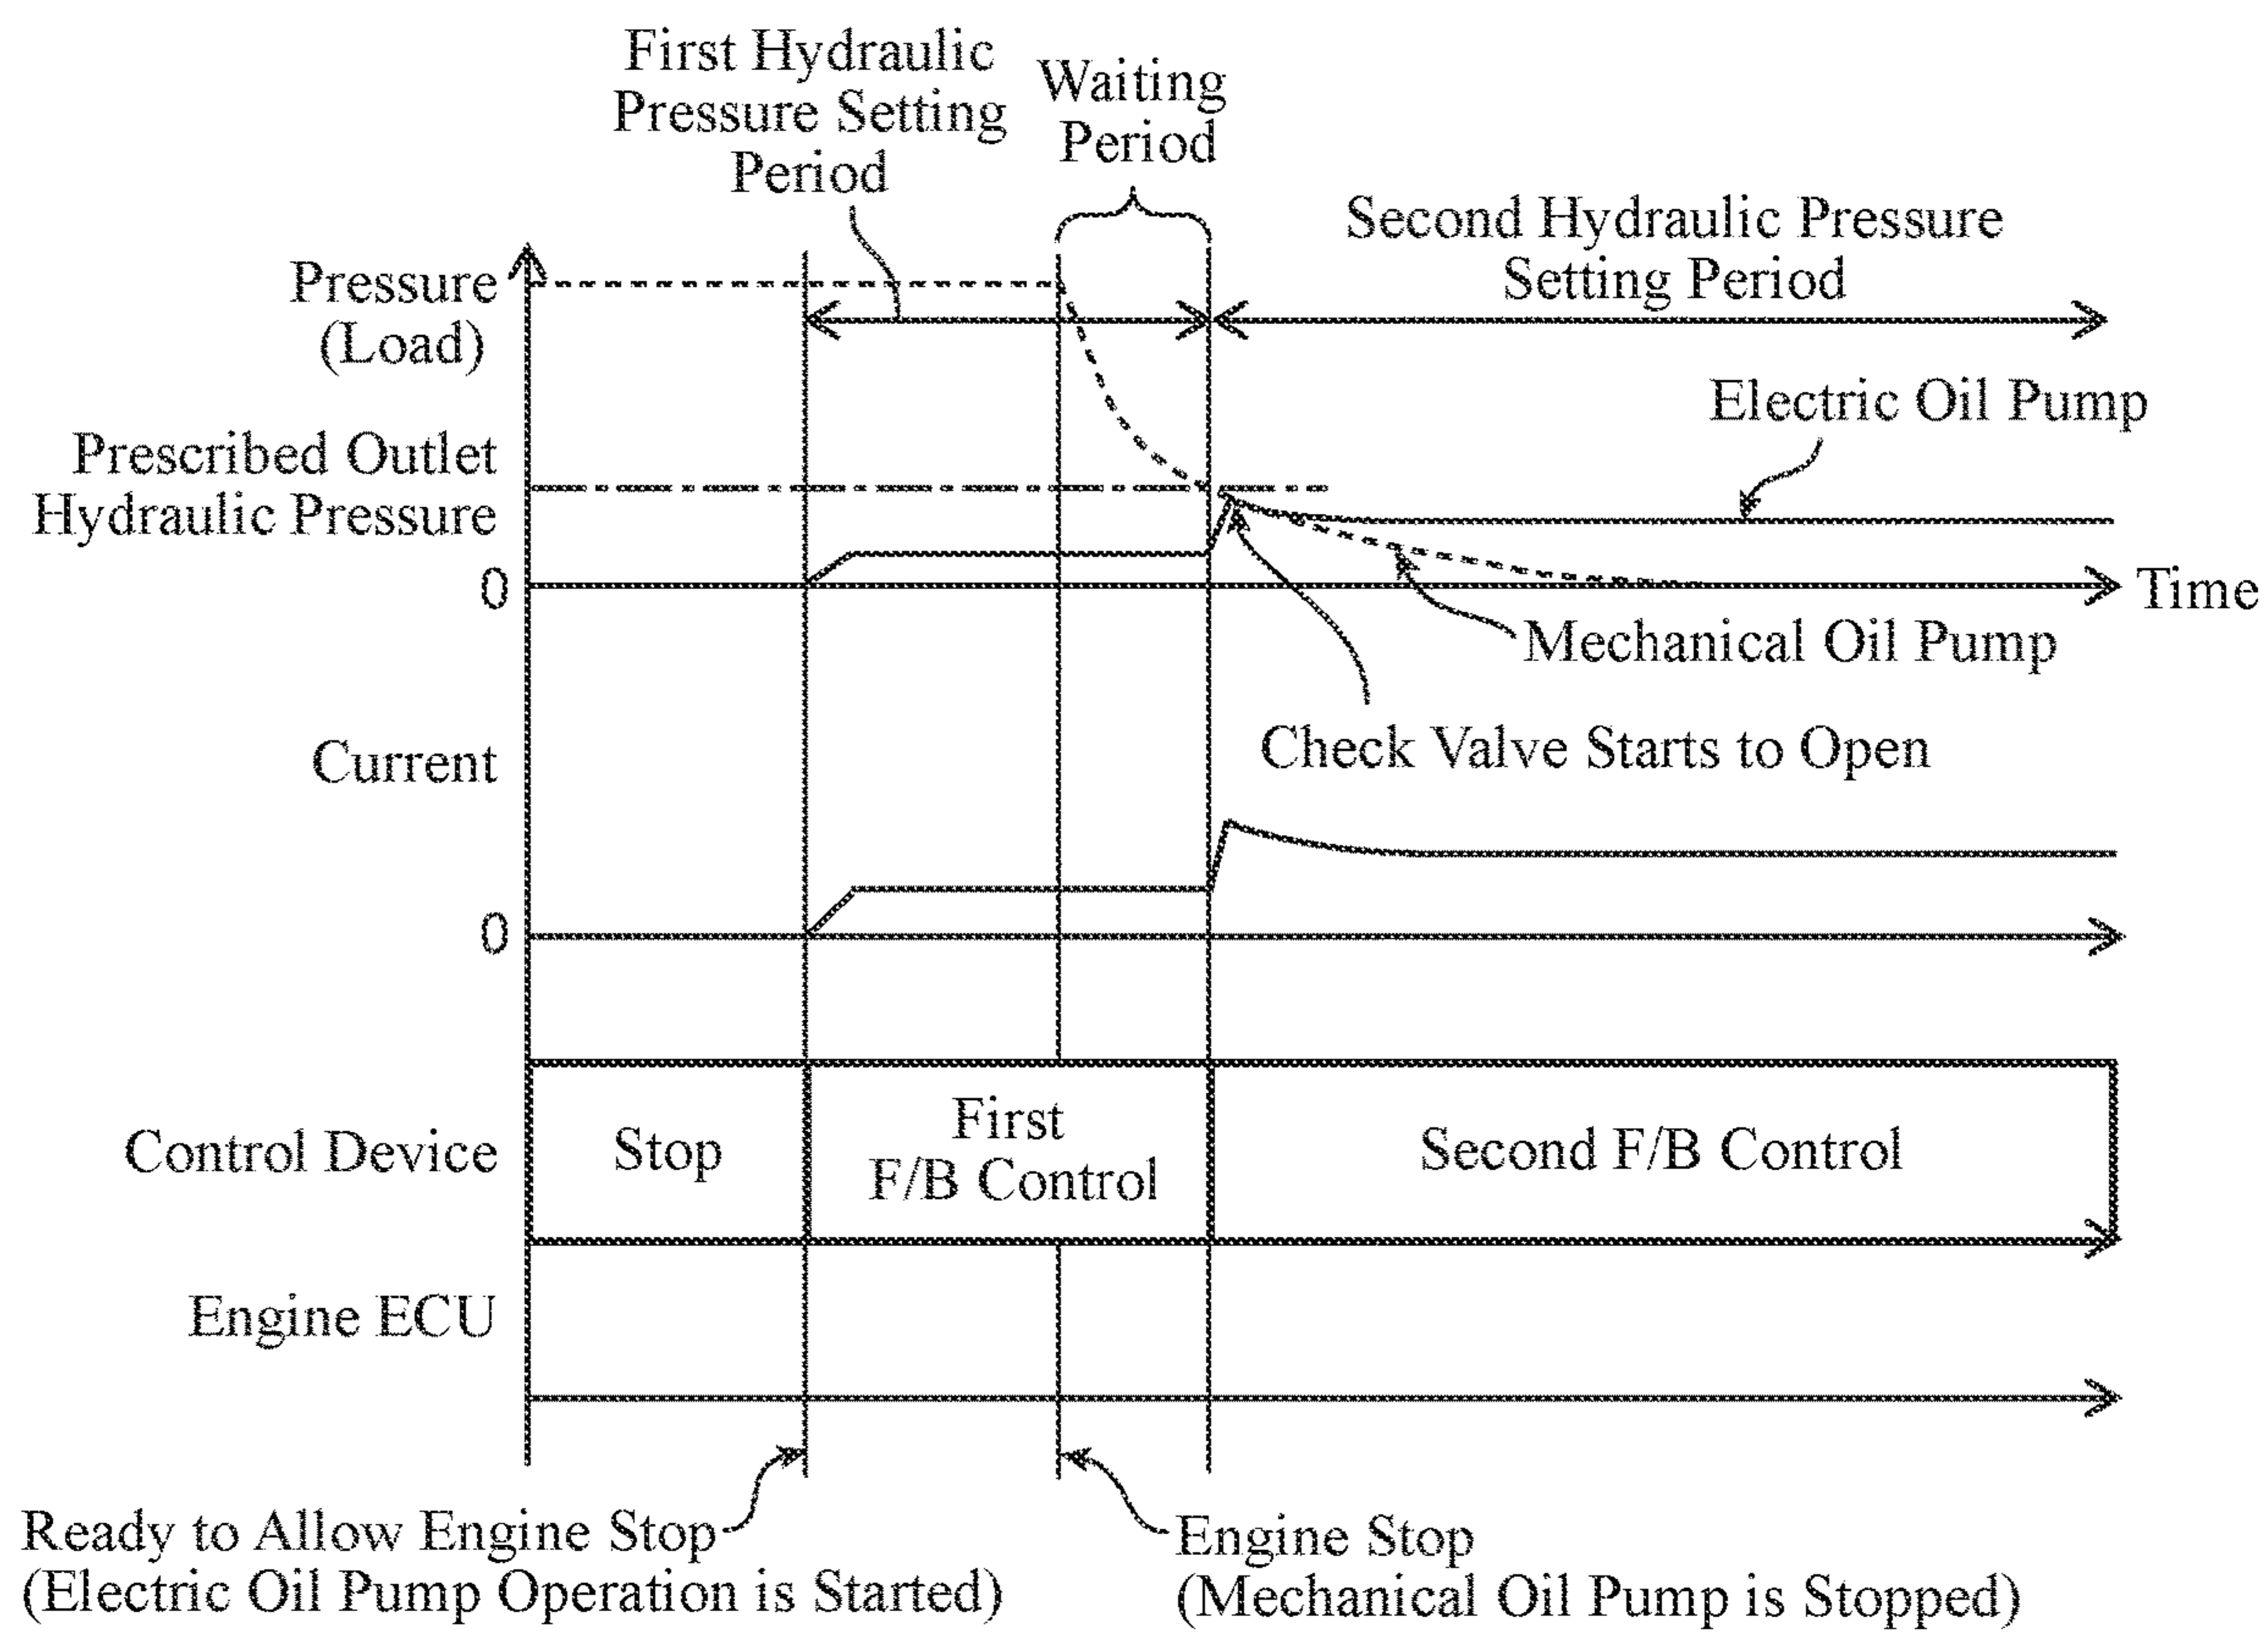 First Hydraulic
Pressure Setting
Period
Waiting
Period
Second Hydraulic Pressure
Setting Period
Pressure
(Load)
Electric Oil Pump
Prescribed Outlet
Hydraulic Pressure
0
Time
Mechanical Oil Pump
Check Valve Starts to Open
Current
0
Control Device
Stop
First
F/B Control
Second F/B Control
Engine ECU
Ready to Allow Engine Stop
(Electric Oil Pump Operation is Started)
Engine Stop
(Mechanical Oil Pump is Stopped)